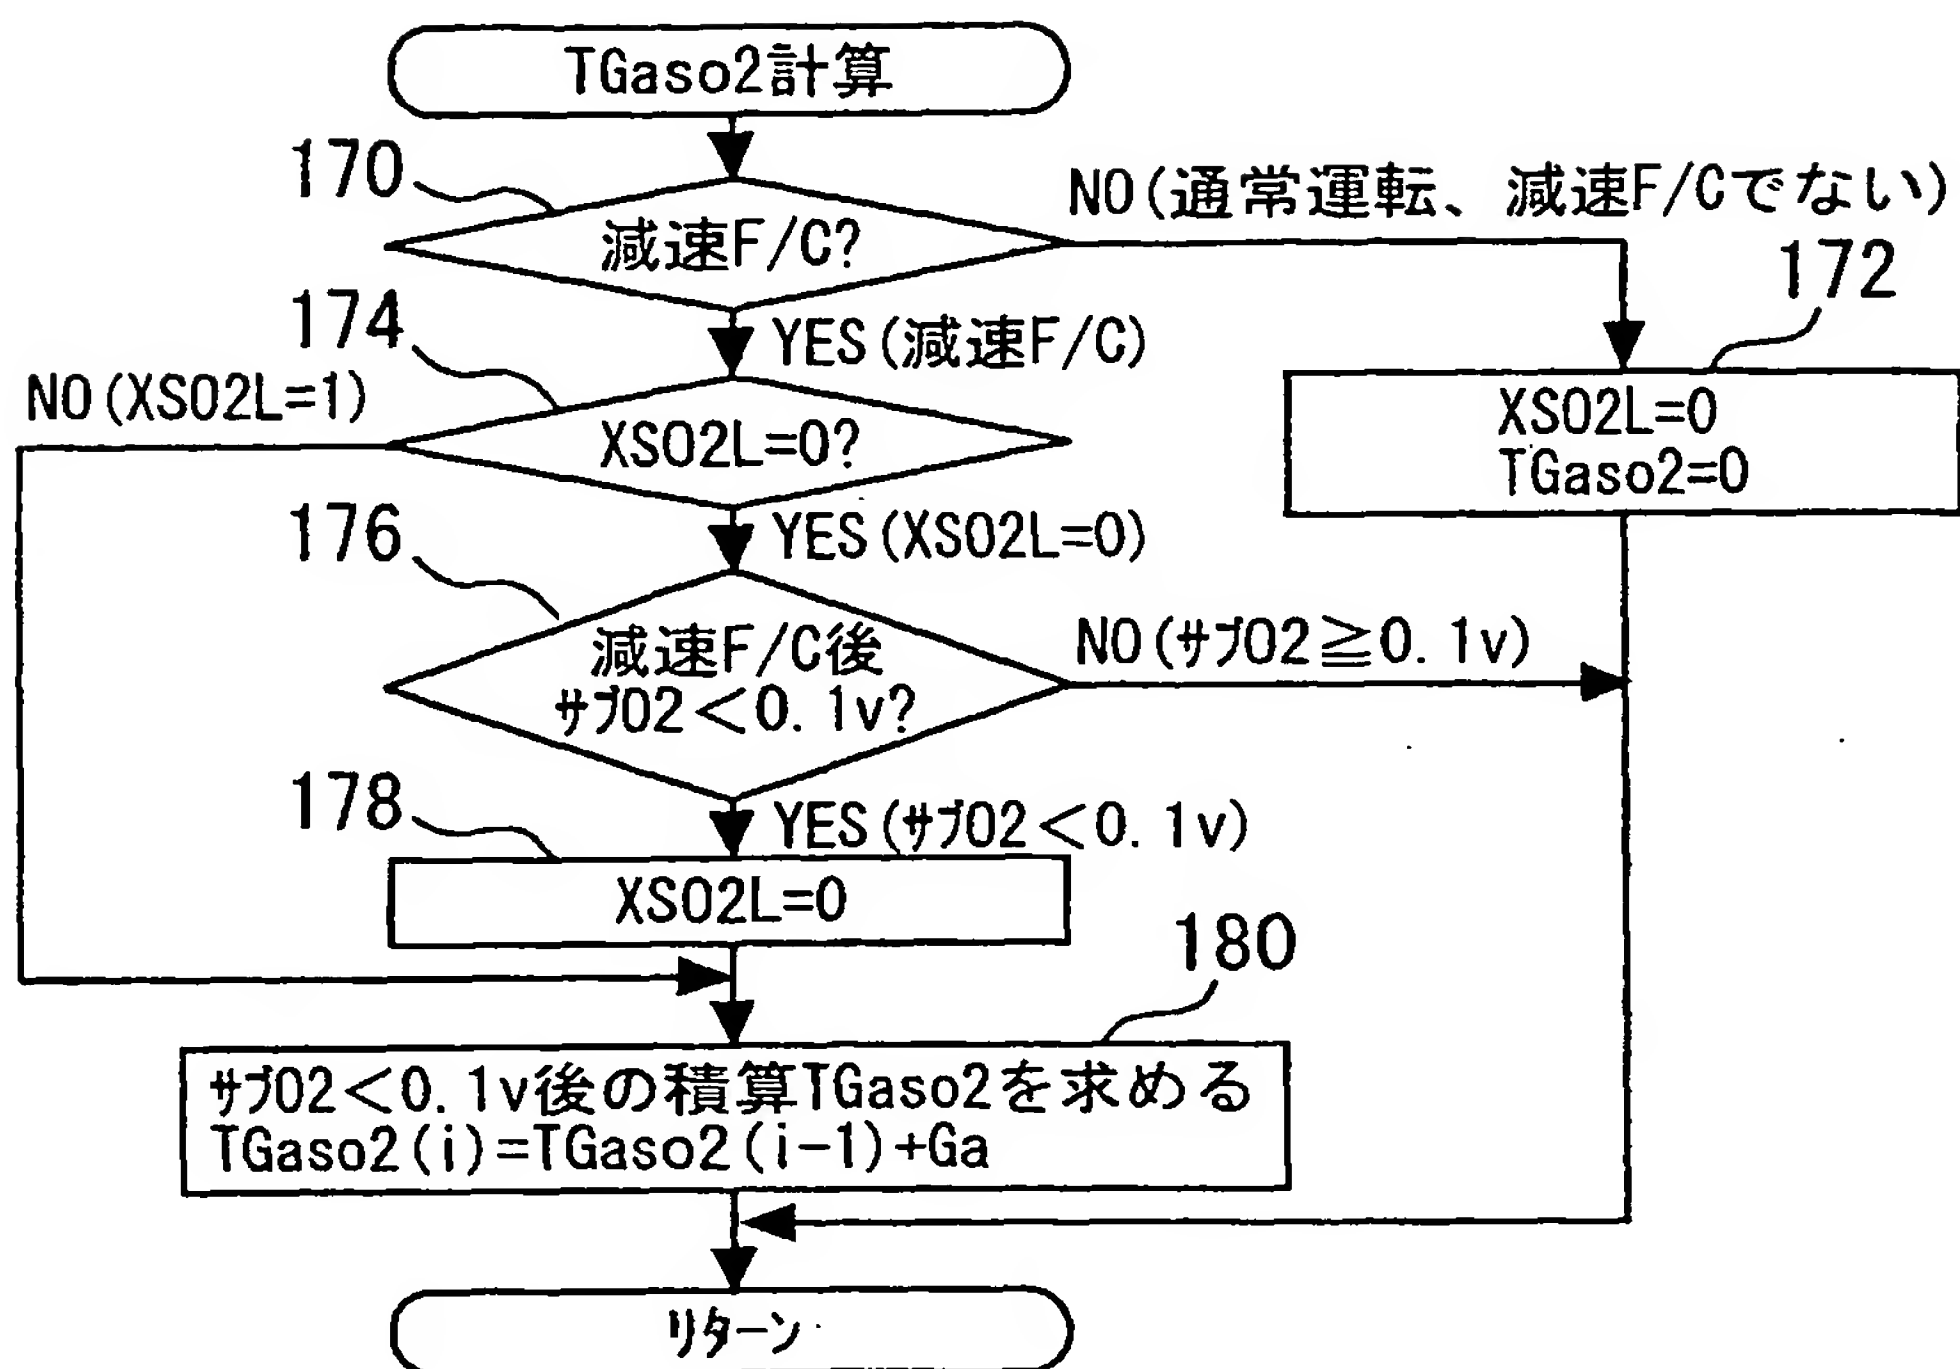 TGaso2計算
170
減速F/C?
NO(通常運転、減速F/Cでない)
172
XSO2L=0
TGaso2=0
YES(減速F/C)
174
NO(XSO2L=1)
XSO2L=0?
YES(XSO2L=0)
176
減速F/C後
サブO2<0.1v?
NO(サブO2≧0.1v)
YES(サブO2<0.1v)
178
XSO2L=0
180
サブO2<0.1v後の積算TGaso2を求める
TGaso2(i)=TGaso2(i-1)+Ga
リターン